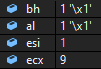 bh 1 '\x1'
al 1 '\x1'
esi 1
ecx 9